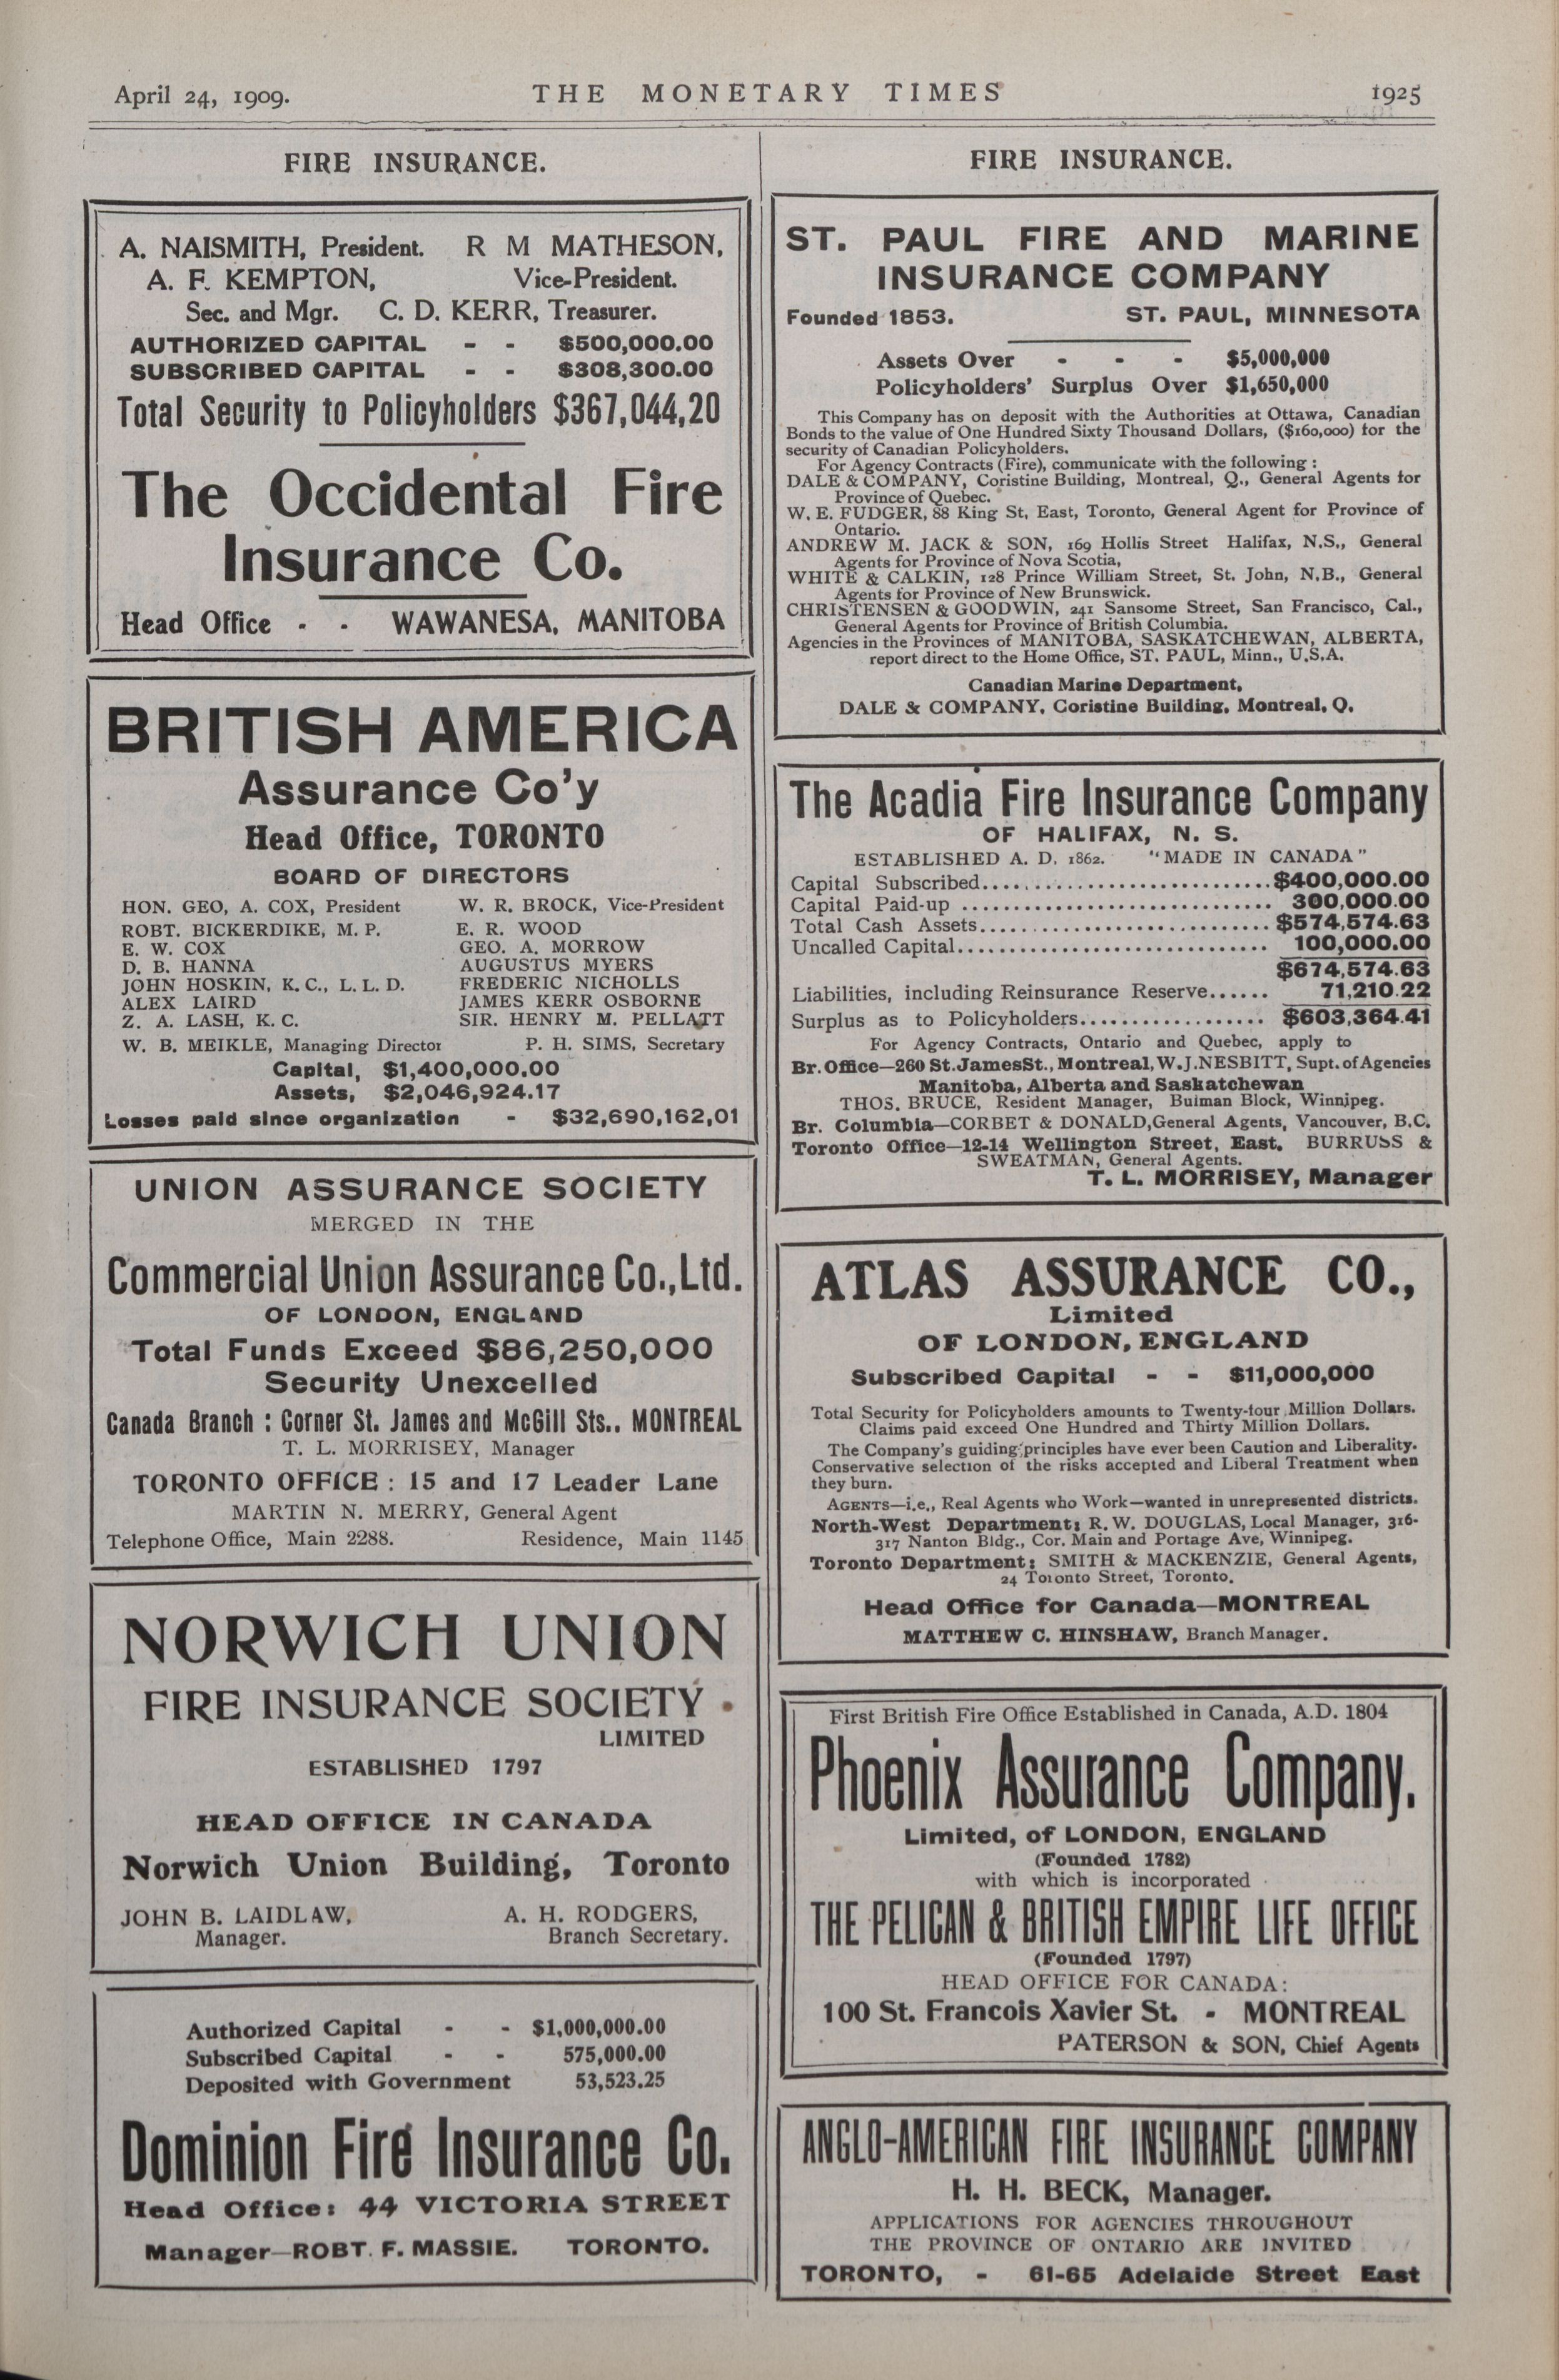 April 24, 1909.
THE MONETARY TIMES
1925
FIRE INSURANCE.
A. NAISMITH, President. R M MATHESON,
A. F. KEMPTON, Vice-President.
Sec. and Mgr. C. D. KERR, Treasurer.
AUTHORIZED CAPITAL - - $500,000.00
SUBSCRIBED CAPITAL - - $308,300.00
Total Security to Policyholders $367,044,20
The Occidental Fire
Insurance Co.
Head Office - - WAWANESA, MANITOBA
BRITISH AMERICA
Assurance Co'y
Head Office, TORONTO
BOARD OF DIRECTORS
HON. GEO, A. COX, President W. R. BROCK, Vice-President
ROBT. BICKERDIKE, M. P. E. R. WOOD
E. W. COX GEO. A. MORROW
D. B. HANNA AUGUSTUS MYERS
JOHN HOSKIN, K. C., L. L. D. FREDERIC NICHOLLS
ALEX LAIRD JAMES KERR OSBORNE
Z. A. LASH, K. C. SIR. HENRY M. PELLATT
W. B. MEIKLE, Managing Director P. H. SIMS, Secretary
Capital, $1,400,000.00
Assets, $2,046,924.17
Losses paid since organization - $32,690,162,01
UNION ASSURANCE SOCIETY
MERGED IN THE
Commercial Union Assurance Co., Ltd.
OF LONDON, ENGLAND
Total Funds Exceed $86,250,000
Security Unexcelled
Canada Branch : Corner St. James and McGill Sts.. MONTREAL
T. L. MORRISEY, Manager
TORONTO OFFICE : 15 and 17 Leader Lane
MARTIN N. MERRY, General Agent
Telephone Office, Main 2288. Residence, Main 1145
NORWICH UNION
FIRE INSURANCE SOCIETY
LIMITED
ESTABLISHED 1797
HEAD OFFICE IN CANADA
Norwich Union Building, Toronto
JOHN B. LAIDLAW, A. H. RODGERS,
Manager. Branch Secretary.
Authorized Capital - - $1,000,000.00
Subscribed Capital - - 575,000.00
Deposited with Government 53,523.25
Dominion Fire Insurance Co.
Head Office: 44 VICTORIA STREET
Manager—ROBT. F. MASSIE. TORONTO.
FIRE INSURANCE.
ST. PAUL FIRE AND MARINE
INSURANCE COMPANY
Founded 1853. ST. PAUL, MINNESOTA
Assets Over - - - $5,000,000
Policyholders' Surplus Over $1,650,000
This Company has on deposit with the Authorities at Ottawa, Canadian
Bonds to the value of One Hundred Sixty Thousand Dollars, ($160,000) for the
security of Canadian Policyholders.
For Agency Contracts (Fire), communicate with the following :
DALE & COMPANY, Coristine Building, Montreal, Q., General Agents for
Province of Quebec.
W. E. FUDGER, 88 King St, East, Toronto, General Agent for Province of
Ontario.
ANDREW M. JACK & SON, 169 Hollis Street Halifax, N.S., General
Agents for Province of Nova Scotia,
WHITE & CALKIN, 128 Prince William Street, St. John, N.B., General
Agents for Province of New Brunswick.
CHRISTENSEN & GOODWIN, 241 Sansome Street, San Francisco, Cal.,
General Agents for Province of British Columbia.
Agencies in the Provinces of MANITOBA, SASKATCHEWAN, ALBERTA,
report direct to the Home Office, ST. PAUL, Minn., U.S.A.
Canadian Marine Department,
DALE & COMPANY, Coristine Building, Montreal, Q.
The Acadia Fire Insurance Company
OF HALIFAX, N. S.
ESTABLISHED A. D. 1862. "MADE IN CANADA"
Capital Subscribed........................... $400,000.00
Capital Paid-up ........................... 300,000.00
Total Cash Assets........................... $574,574.63
Uncalled Capital........................... 100,000.00
$674,574.63
Liabilities, including Reinsurance Reserve...... 71,210.22
Surplus as to Policyholders................. $603,364.41
For Agency Contracts, Ontario and Quebec, apply to
Br. Office—260 St. James St., Montreal, W. J. NESBITT, Supt. of Agencies
Manitoba, Alberta and Saskatchewan
THOS. BRUCE, Resident Manager, Bulman Block, Winnipeg.
Br. Columbia—CORBET & DONALD, General Agents, Vancouver, B.C.
Toronto Office—12-14 Wellington Street, East. BURRUSS &
SWEATMAN, General Agents.
T. L. MORRISEY, Manager
ATLAS ASSURANCE CO.,
Limited
OF LONDON, ENGLAND
Subscribed Capital - - $11,000,000
Total Security for Policyholders amounts to Twenty-four Million Dollars.
Claims paid exceed One Hundred and Thirty Million Dollars.
The Company's guiding principles have ever been Caution and Liberality.
Conservative selection of the risks accepted and Liberal Treatment when
they burn.
AGENTS—i.e., Real Agents who Work—wanted in unrepresented districts.
North-West Department: R. W. DOUGLAS, Local Manager, 316-
317 Nanton Bldg., Cor. Main and Portage Ave, Winnipeg.
Toronto Department: SMITH & MACKENZIE, General Agents,
24 Toronto Street, Toronto.
Head Office for Canada—MONTREAL
MATTHEW C. HINSHAW, Branch Manager.
First British Fire Office Established in Canada, A.D. 1804
Phoenix Assurance Company.
Limited, of LONDON, ENGLAND
(Founded 1782)
with which is incorporated
THE PELICAN & BRITISH EMPIRE LIFE OFFICE
(Founded 1797)
HEAD OFFICE FOR CANADA:
100 St. Francois Xavier St. - MONTREAL
PATERSON & SON, Chief Agents
ANGLO-AMERICAN FIRE INSURANCE COMPANY
H. H. BECK, Manager.
APPLICATIONS FOR AGENCIES THROUGHOUT
THE PROVINCE OF ONTARIO ARE INVITED
TORONTO, - 61-65 Adelaide Street East